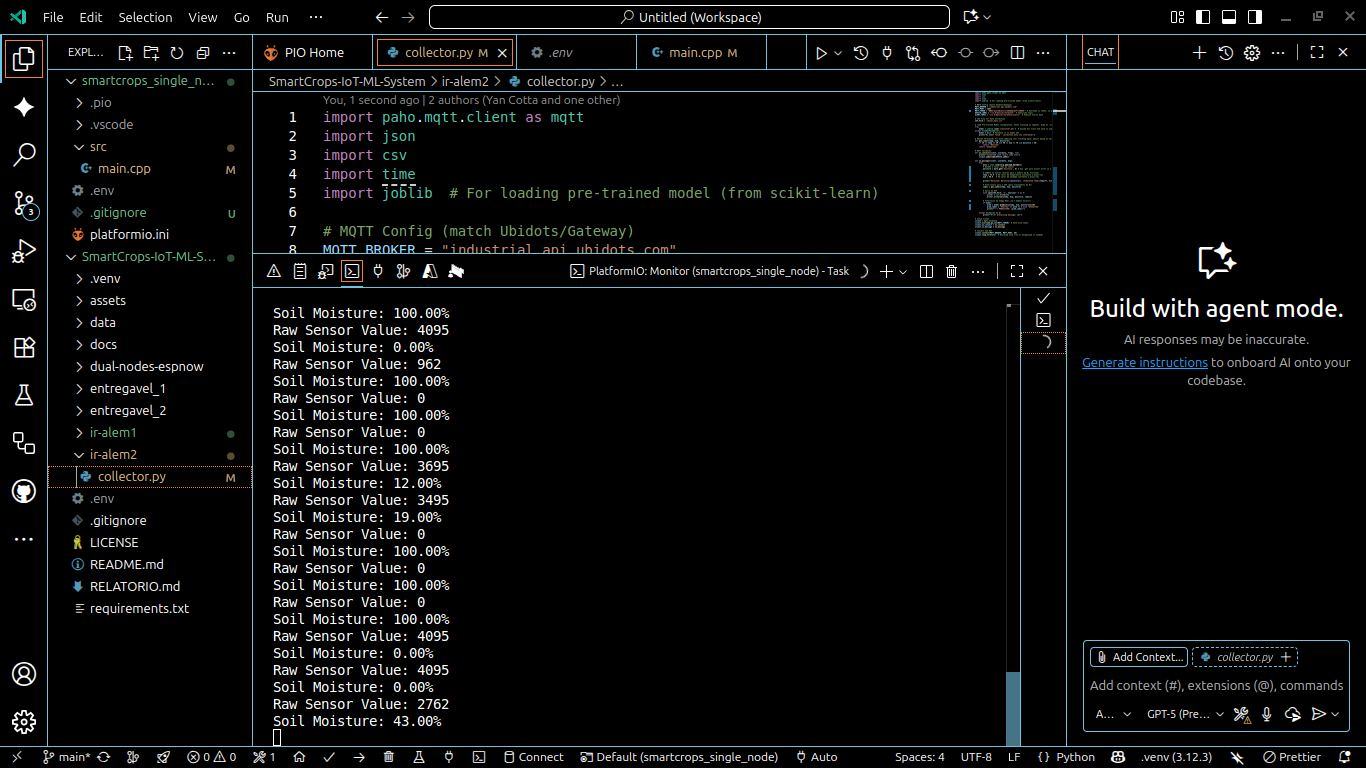 File Edit Selection View Go Run ··· Untitled (Workspace)
EXPL... ···
PIO Home
collector.py M
.env
main.cpp M
CHAT
smartcrops_single_n...
.pio
.vscode
src
main.cpp M
.env
.gitignore U
platformio.ini
SmartCrops-IoT-ML-S...
.venv
assets
data
docs
dual-nodes-espnow
entregavel_1
entregavel_2
ir-alem1
ir-alem2
collector.py M
.env
.gitignore
LICENSE
README.md
RELATORIO.md
requirements.txt
3
SmartCrops-IoT-ML-System > ir-alem2 > collector.py > ...
You, 1 second ago | 2 authors (Yan Cotta and one other)
1 import paho.mqtt.client as mqtt
2 import json
3 import csv
4 import time
5 import joblib # For loading pre-trained model (from scikit-learn)
6
7 # MQTT Config (match Ubidots/Gateway)
8 MQTT_BROKER = "industrial.api.ubidots.com"
PlatformIO: Monitor (smartcrops_single_node) - Task
Soil Moisture: 100.00%
Raw Sensor Value: 4095
Soil Moisture: 0.00%
Raw Sensor Value: 962
Soil Moisture: 100.00%
Raw Sensor Value: 0
Soil Moisture: 100.00%
Raw Sensor Value: 0
Soil Moisture: 100.00%
Raw Sensor Value: 3695
Soil Moisture: 12.00%
Raw Sensor Value: 3495
Soil Moisture: 19.00%
Raw Sensor Value: 0
Soil Moisture: 100.00%
Raw Sensor Value: 0
Soil Moisture: 100.00%
Raw Sensor Value: 0
Soil Moisture: 100.00%
Raw Sensor Value: 4095
Soil Moisture: 0.00%
Raw Sensor Value: 4095
Soil Moisture: 0.00%
Raw Sensor Value: 2762
Soil Moisture: 43.00%
Build with agent mode.
AI responses may be inaccurate.
Generate instructions to onboard AI onto your
codebase.
Add Context... collector.py +
Add context (#), extensions (@), commands
A... GPT-5 (Pre...
main* 0 0 1 Connect Default (smartcrops_single_node) Auto Spaces: 4 UTF-8 LF { } Python .venv (3.12.3) Prettier